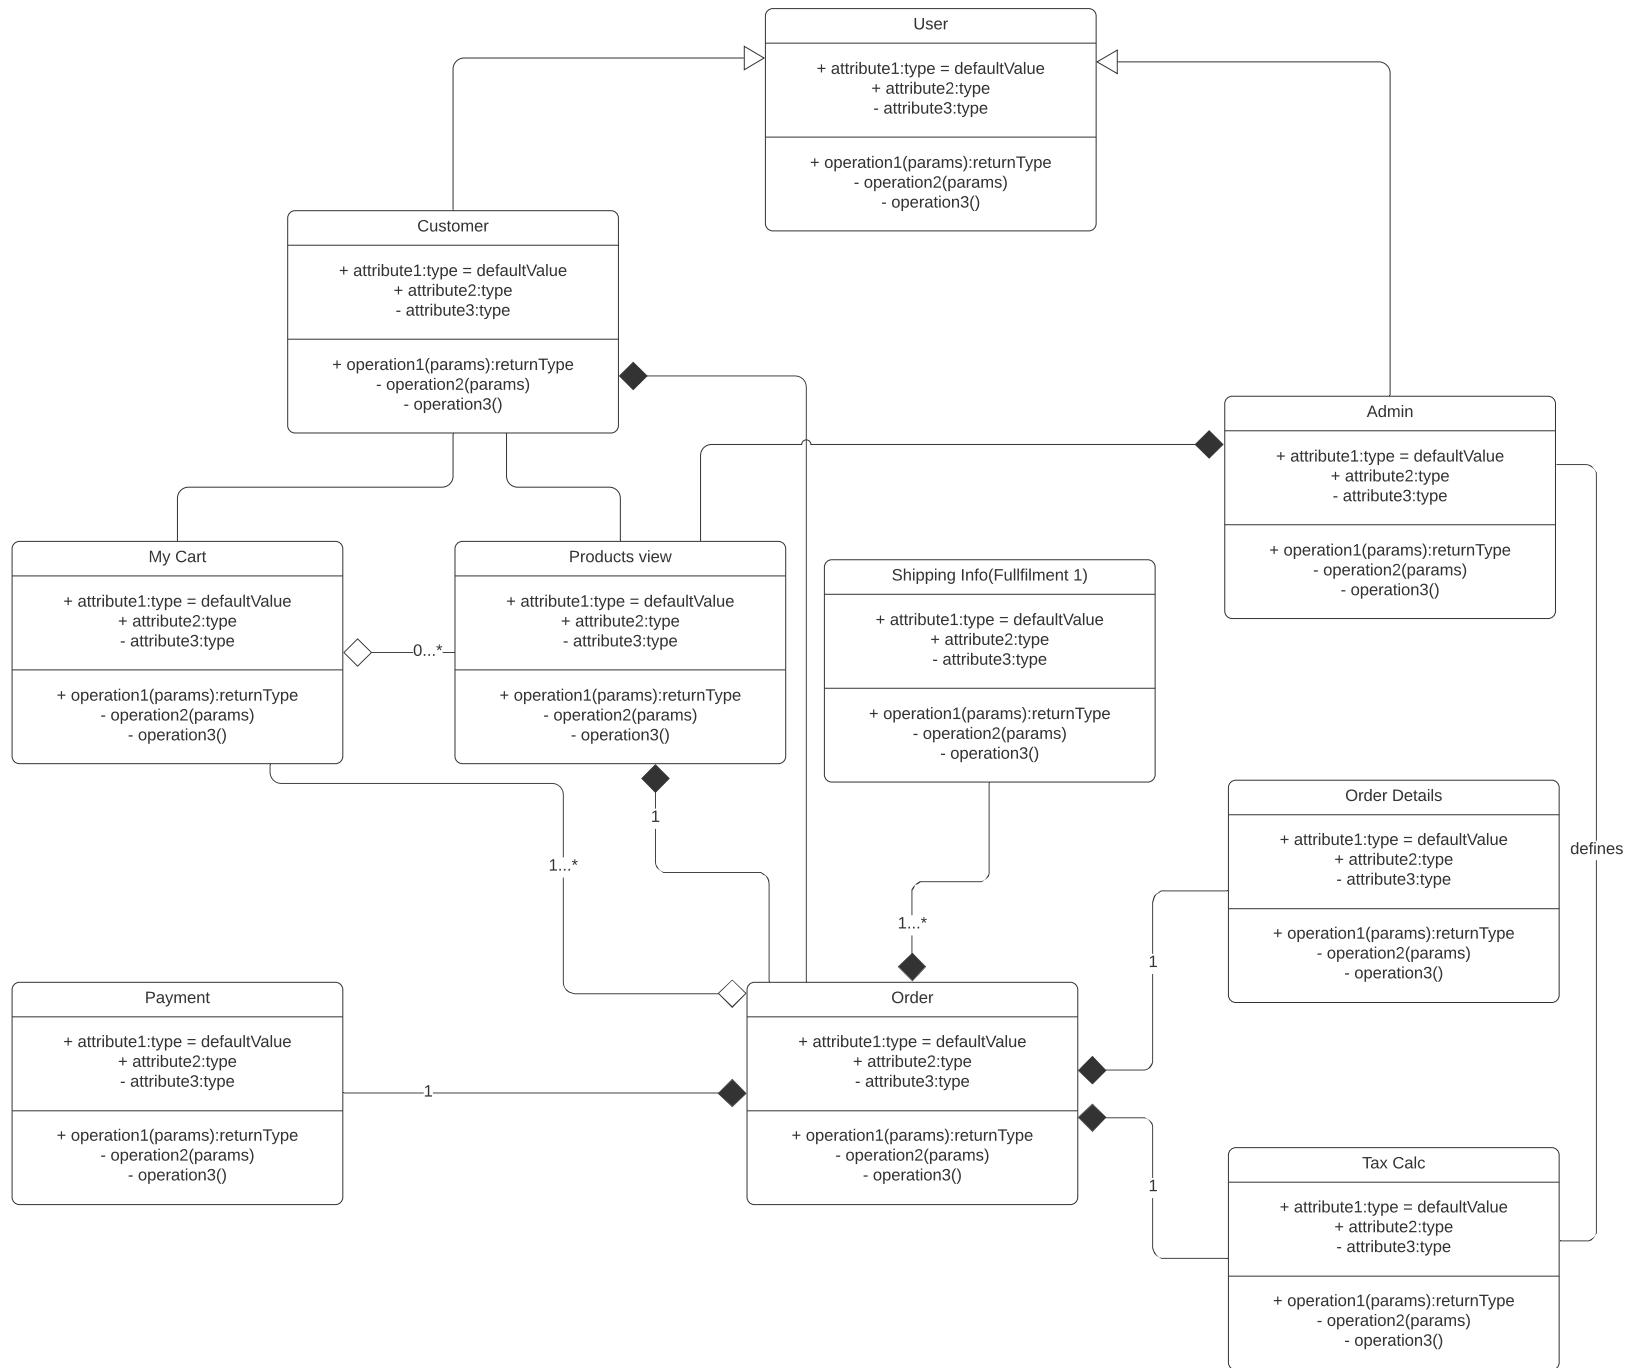 User
+ attribute1:type = defaultValue
+ attribute2:type
- attribute3:type
+ operation1(params):returnType
- operation2(params)
- operation3()
Customer
+ attribute1:type = defaultValue
+ attribute2:type
- attribute3:type
+ operation1(params):returnType
- operation2(params)
- operation3()
Admin
+ attribute1:type = defaultValue
+ attribute2:type
- attribute3:type
+ operation1(params):returnType
- operation2(params)
- operation3()
My Cart
+ attribute1:type = defaultValue
+ attribute2:type
- attribute3:type
+ operation1(params):returnType
- operation2(params)
- operation3()
0...*
Products view
+ attribute1:type = defaultValue
+ attribute2:type
- attribute3:type
+ operation1(params):returnType
- operation2(params)
- operation3()
Shipping Info(Fullfilment 1)
+ attribute1:type = defaultValue
+ attribute2:type
- attribute3:type
+ operation1(params):returnType
- operation2(params)
- operation3()
1
1...*
1...*
Order Details
+ attribute1:type = defaultValue
+ attribute2:type
- attribute3:type
+ operation1(params):returnType
- operation2(params)
- operation3()
defines
1
Payment
+ attribute1:type = defaultValue
+ attribute2:type
- attribute3:type
+ operation1(params):returnType
- operation2(params)
- operation3()
1
Order
+ attribute1:type = defaultValue
+ attribute2:type
- attribute3:type
+ operation1(params):returnType
- operation2(params)
- operation3()
1
Tax Calc
+ attribute1:type = defaultValue
+ attribute2:type
- attribute3:type
+ operation1(params):returnType
- operation2(params)
- operation3()